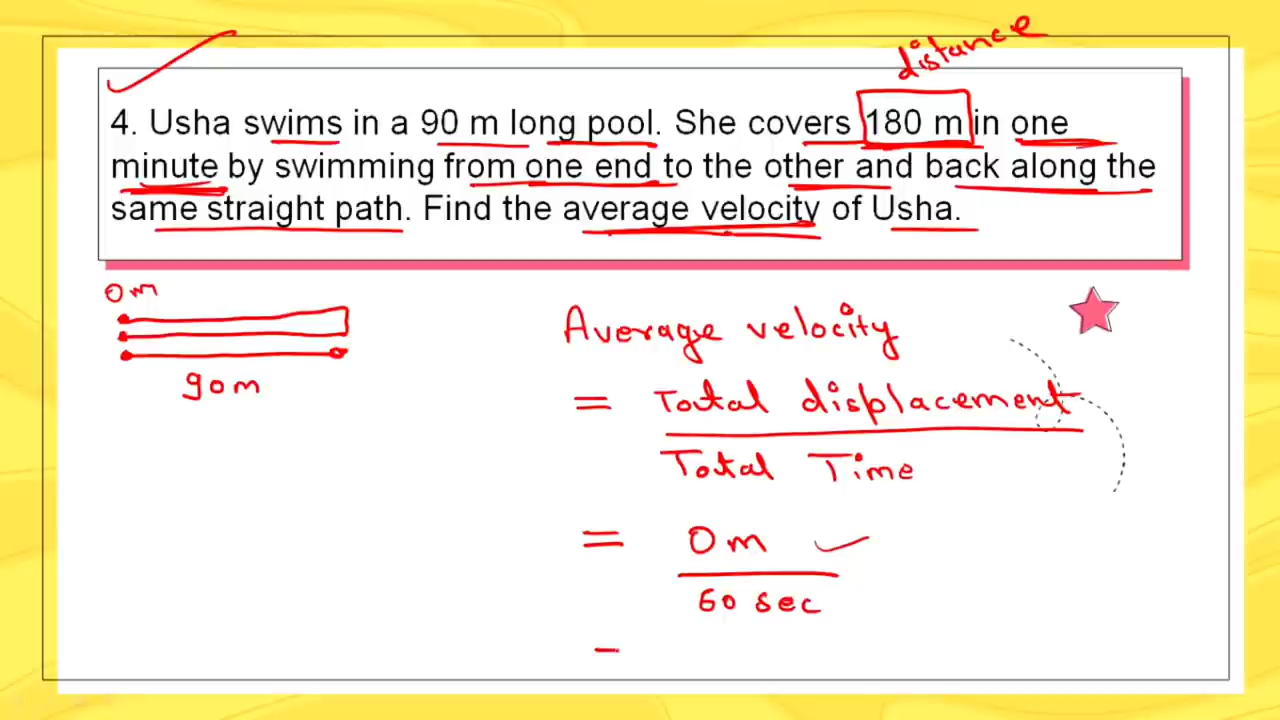 distance
4. Usha swims in a 90 m long pool. She covers 180 m in one
minute by swimming from one end to the other and back along the
same straight path. Find the average velocity of Usha.
0m
90m
Average velocity
= Total displacement
Total Time
= 0m
60 sec
=